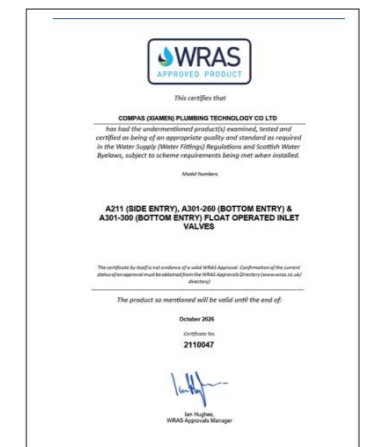 WRAS
APPROVED PRODUCT
This certifies that
COMPAS (XIAMEN) PLUMBING TECHNOLOGY CO LTD
has had the undermentioned product(s) examined, tested and
certified as being of an appropriate quality and standard as required
in the Water Supply (Water Fittings) Regulations and Scottish Water
Byelaws, subject to scheme requirements being met when installed.
Model Numbers
A211 (SIDE ENTRY), A301-260 (BOTTOM ENTRY) &
A301-300 (BOTTOM ENTRY) FLOAT OPERATED INLET
VALVES
The certificate by itself is not evidence of a valid WRAS Approval. Confirmation of the current
status of an approval must be obtained from the WRAS Approvals Directory (www.wras.co.uk/
directory)
The product so mentioned will be valid until the end of:
October 2026
Certificate No.
2110047
Ian Hughes,
WRAS Approvals Manager